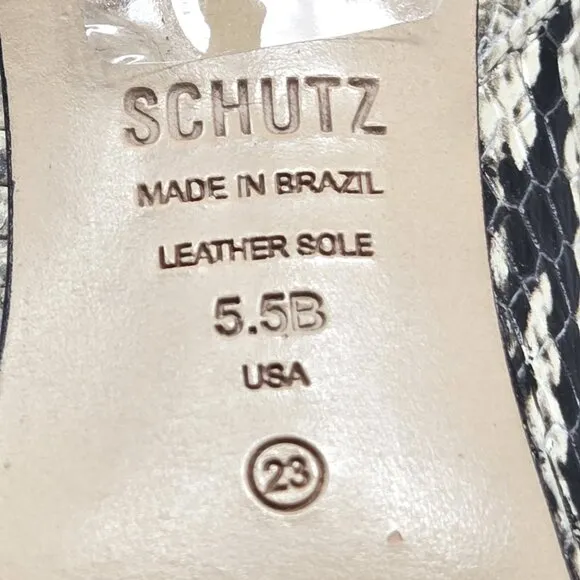 SCHUTZ
MADE IN BRAZIL
LEATHER SOLE
5.5B
USA
23